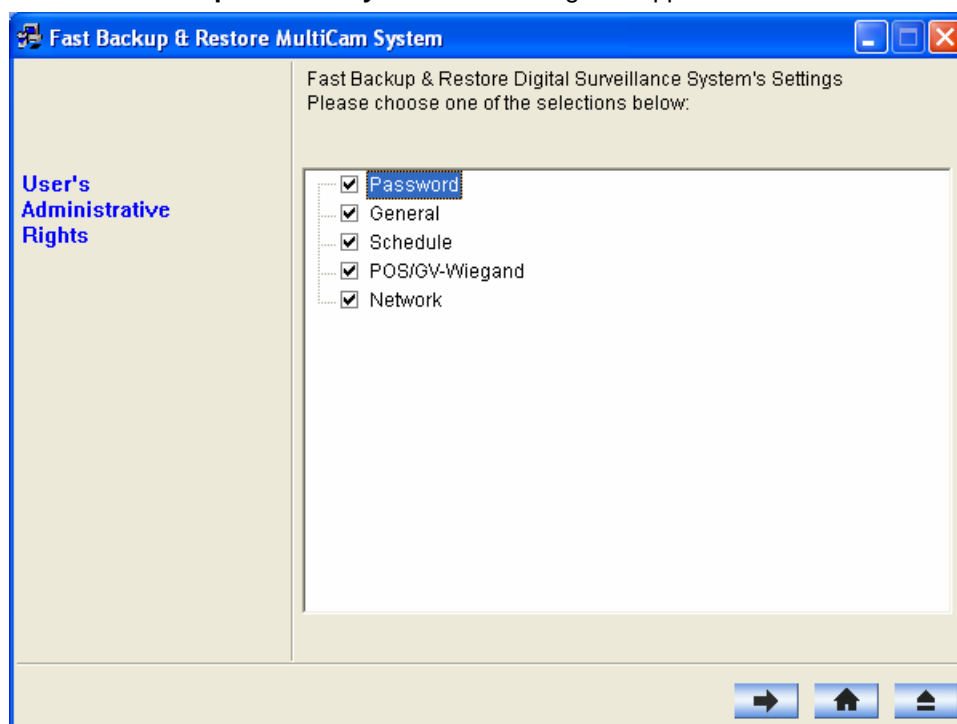 Fast Backup & Restore MultiCam System
Fast Backup & Restore Digital Surveillance System's Settings
Please choose one of the selections below:
User's
Administrative
Rights
Password
General
Schedule
POS/GV-Wiegand
Network